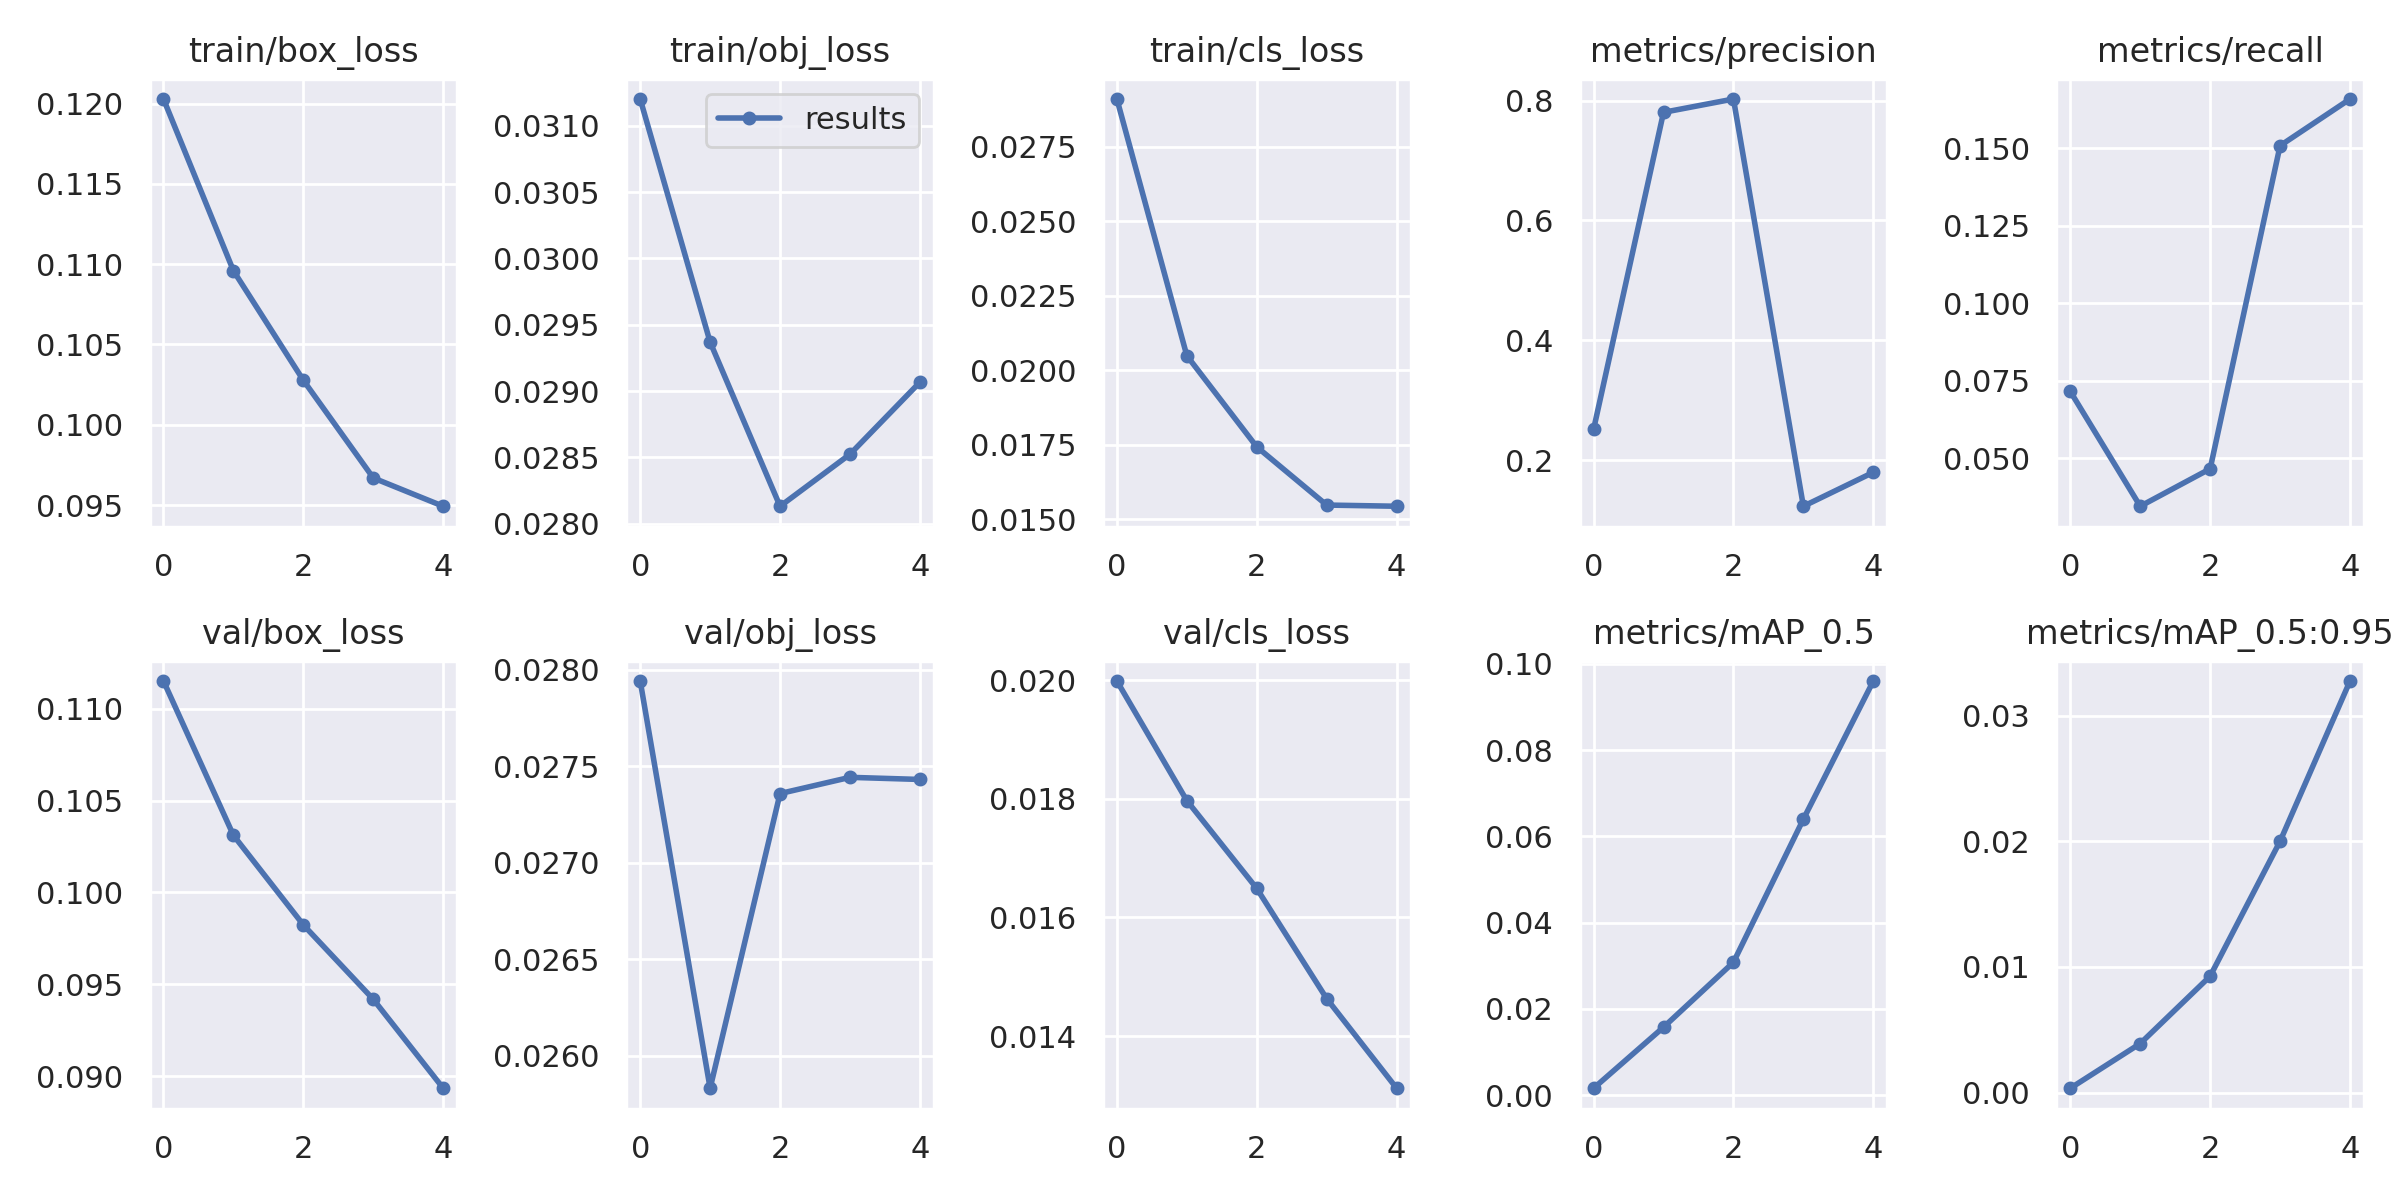 train/box_loss
train/obj_loss
train/cls_loss
metrics/precision
metrics/recall
0.120
0.115
0.110
0.105
0.100
0.095
0 2 4
results
0.0310
0.0305
0.0300
0.0295
0.0290
0.0285
0.0280
0 2 4
0.0275
0.0250
0.0225
0.0200
0.0175
0.0150
0 2 4
0.8
0.6
0.4
0.2
0 2 4
0.150
0.125
0.100
0.075
0.050
0 2 4
val/box_loss
val/obj_loss
val/cls_loss
metrics/mAP_0.5
metrics/mAP_0.5:0.95
0.110
0.105
0.100
0.095
0.090
0 2 4
0.0280
0.0275
0.0270
0.0265
0.0260
0 2 4
0.020
0.018
0.016
0.014
0 2 4
0.10
0.08
0.06
0.04
0.02
0.00
0 2 4
0.03
0.02
0.01
0.00
0 2 4